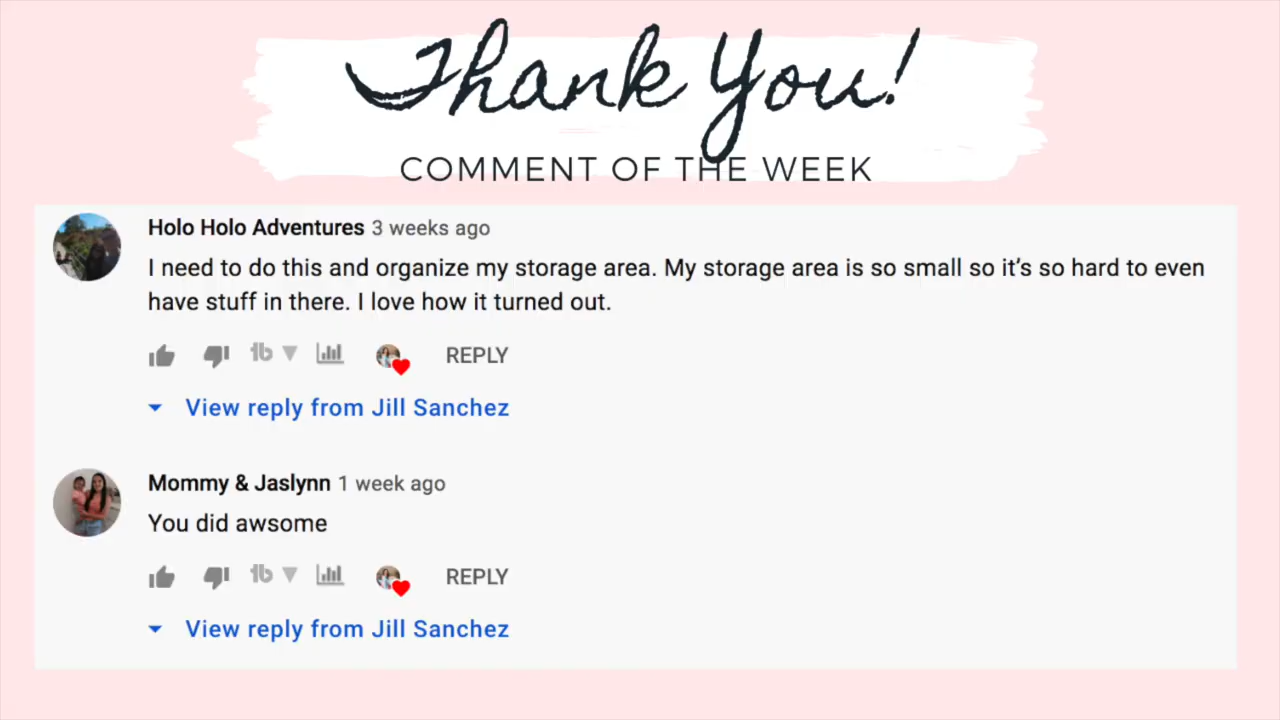 Thank You!
COMMENT OF THE WEEK
Holo Holo Adventures 3 weeks ago
I need to do this and organize my storage area. My storage area is so small so it's so hard to even
have stuff in there. I love how it turned out.
REPLY
View reply from Jill Sanchez
Mommy & Jaslynn 1 week ago
You did awsome
REPLY
View reply from Jill Sanchez